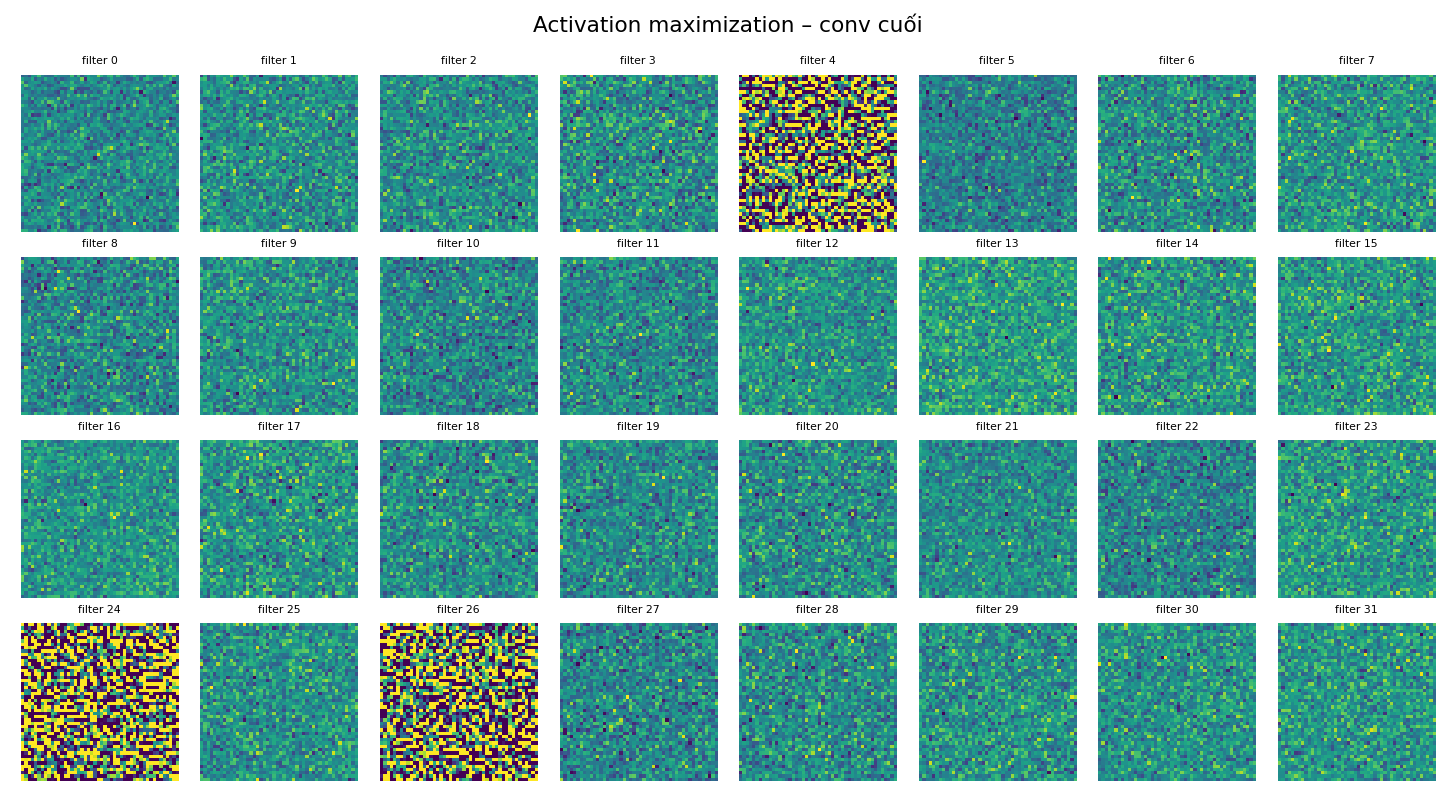 Activation maximization – conv cuối
filter 0 filter 1 filter 2 filter 3 filter 4 filter 5 filter 6 filter 7
filter 8 filter 9 filter 10 filter 11 filter 12 filter 13 filter 14 filter 15
filter 16 filter 17 filter 18 filter 19 filter 20 filter 21 filter 22 filter 23
filter 24 filter 25 filter 26 filter 27 filter 28 filter 29 filter 30 filter 31